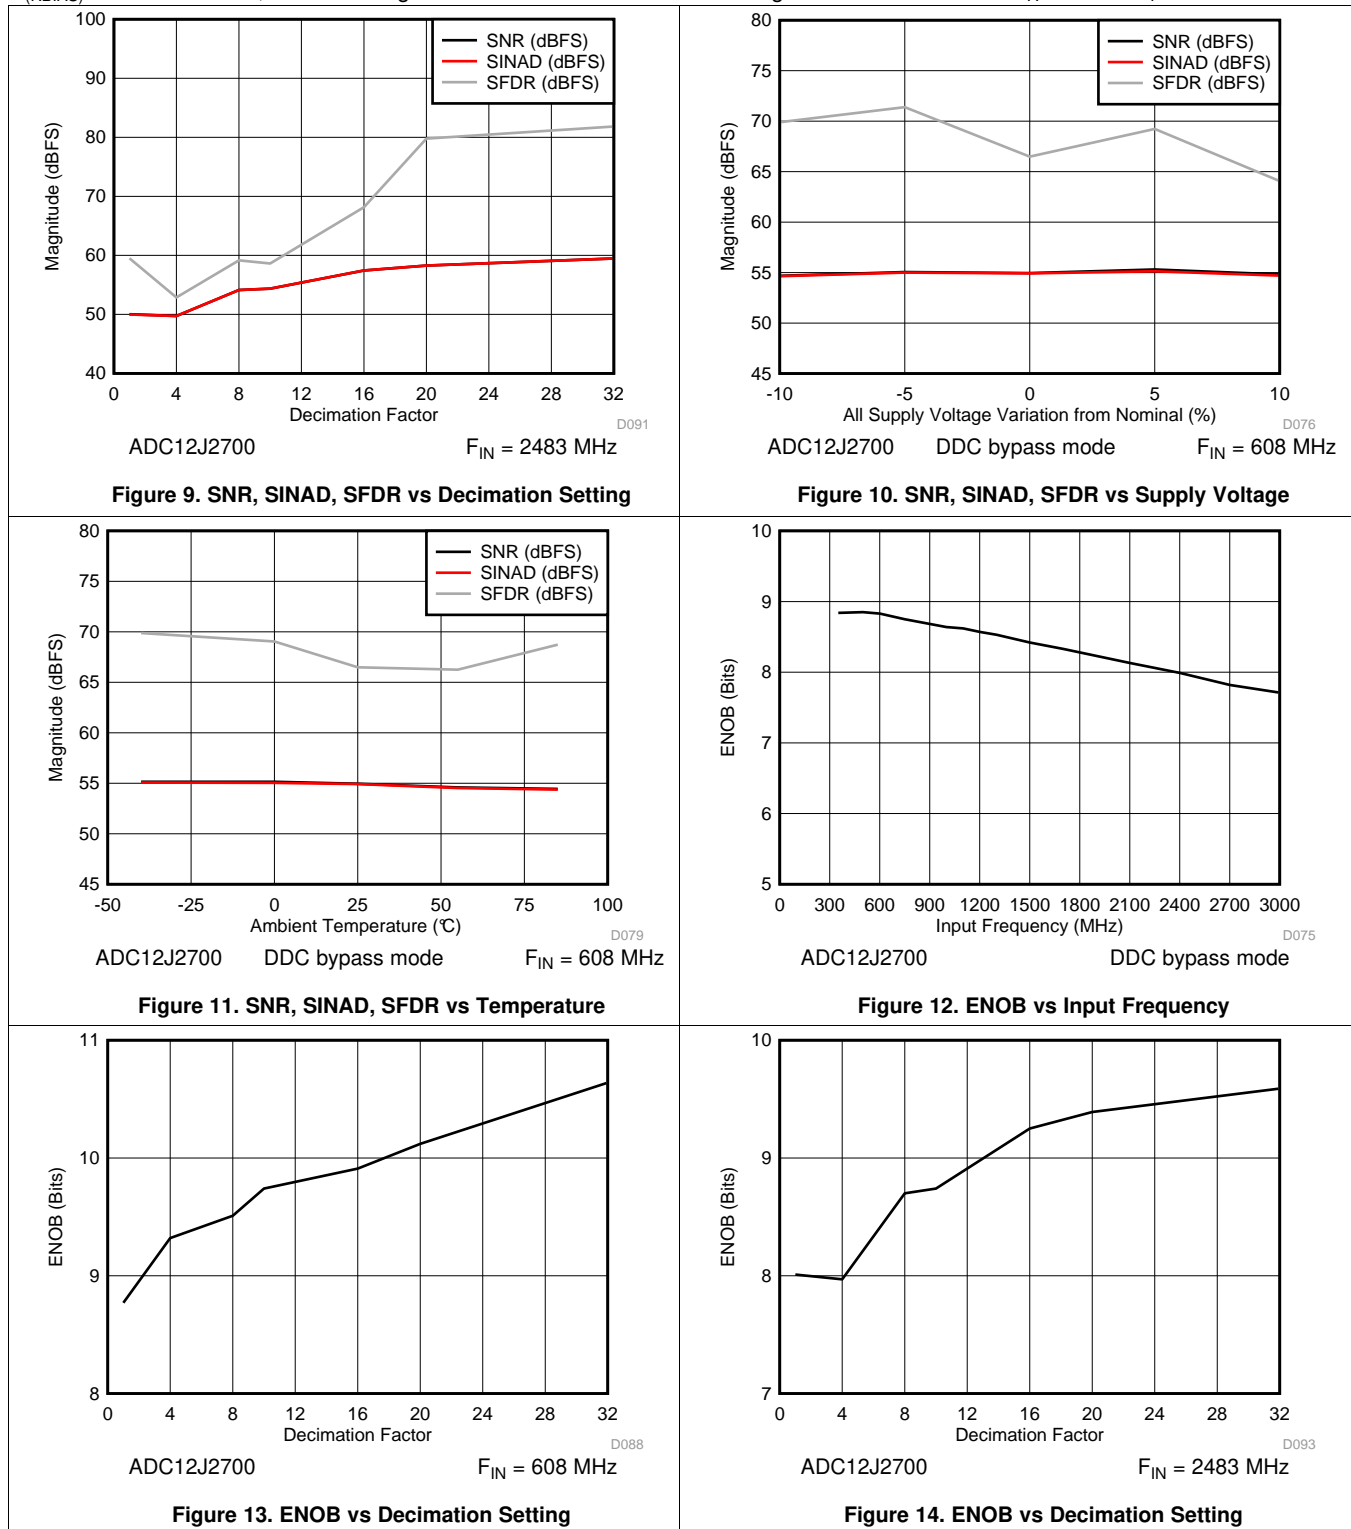 100
90
80
70
60
50
40
Magnitude (dBFS)
SNR (dBFS)
SINAD (dBFS)
SFDR (dBFS)
0 4 8 12 16 20 24 28 32
Decimation Factor
D091
ADC12J2700 FIN = 2483 MHz
Figure 9. SNR, SINAD, SFDR vs Decimation Setting
80
75
70
65
60
55
50
45
Magnitude (dBFS)
SNR (dBFS)
SINAD (dBFS)
SFDR (dBFS)
-10 -5 0 5 10
All Supply Voltage Variation from Nominal (%)
D076
ADC12J2700 DDC bypass mode FIN = 608 MHz
Figure 10. SNR, SINAD, SFDR vs Supply Voltage
80
75
70
65
60
55
50
45
Magnitude (dBFS)
SNR (dBFS)
SINAD (dBFS)
SFDR (dBFS)
-50 -25 0 25 50 75 100
Ambient Temperature (°C)
D079
ADC12J2700 DDC bypass mode FIN = 608 MHz
Figure 11. SNR, SINAD, SFDR vs Temperature
10
9
8
7
6
5
ENOB (Bits)
0 300 600 900 1200 1500 1800 2100 2400 2700 3000
Input Frequency (MHz)
D075
ADC12J2700 DDC bypass mode
Figure 12. ENOB vs Input Frequency
11
10
9
8
ENOB (Bits)
0 4 8 12 16 20 24 28 32
Decimation Factor
D088
ADC12J2700 FIN = 608 MHz
Figure 13. ENOB vs Decimation Setting
10
9
8
7
ENOB (Bits)
0 4 8 12 16 20 24 28 32
Decimation Factor
D093
ADC12J2700 FIN = 2483 MHz
Figure 14. ENOB vs Decimation Setting